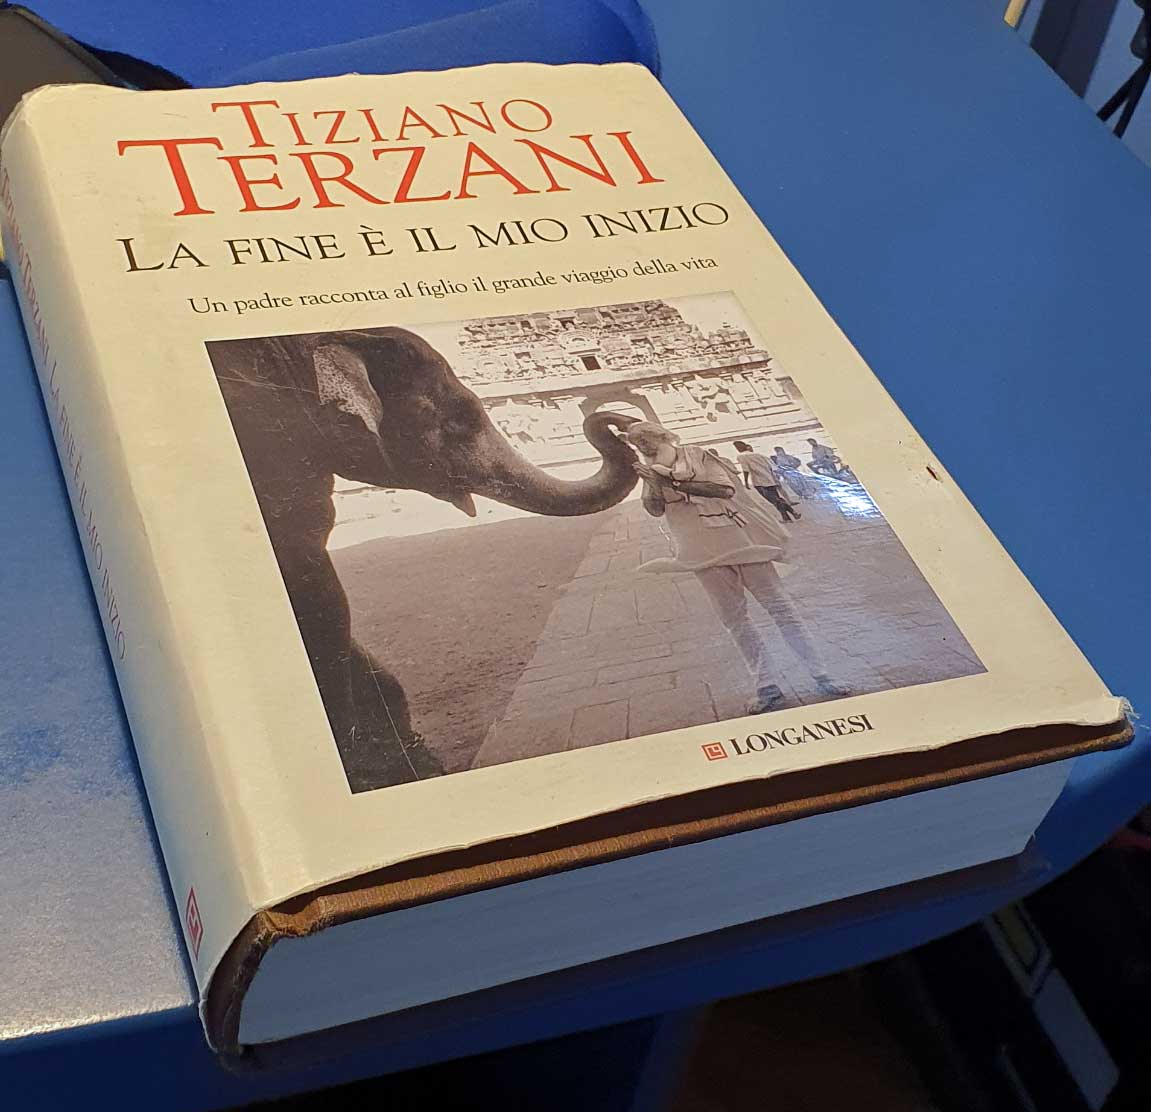 TIZIANO
TERZANI
LA FINE È IL MIO INIZIO
Un padre racconta al figlio il grande viaggio della vita
LONGANESI
TIZIANO TERZANI LA FINE È IL MIO INIZIO